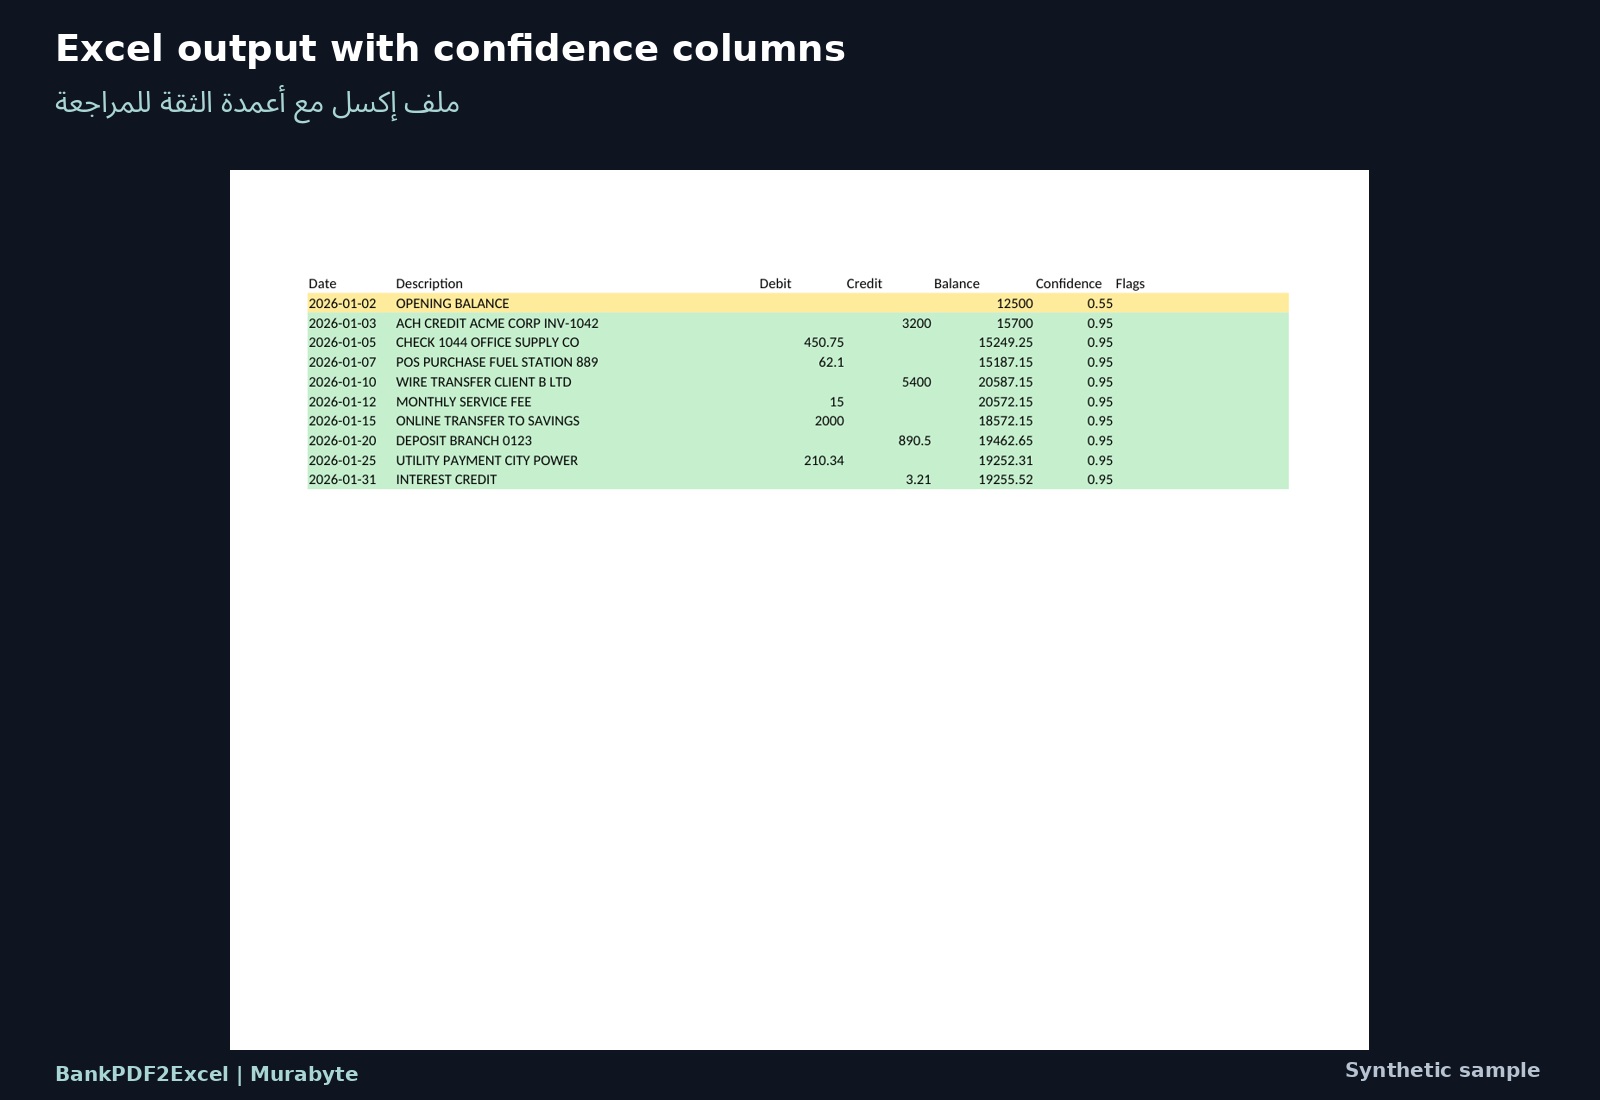 Excel output with confidence columns
ملف إكسل مع أعمدة الثقة للمراجعة
Date Description Debit Credit Balance Confidence Flags
2026-01-02 OPENING BALANCE 12500 0.55
2026-01-03 ACH CREDIT ACME CORP INV-1042 3200 15700 0.95
2026-01-05 CHECK 1044 OFFICE SUPPLY CO 450.75 15249.25 0.95
2026-01-07 POS PURCHASE FUEL STATION 889 62.1 15187.15 0.95
2026-01-10 WIRE TRANSFER CLIENT B LTD 5400 20587.15 0.95
2026-01-12 MONTHLY SERVICE FEE 15 20572.15 0.95
2026-01-15 ONLINE TRANSFER TO SAVINGS 2000 18572.15 0.95
2026-01-20 DEPOSIT BRANCH 0123 890.5 19462.65 0.95
2026-01-25 UTILITY PAYMENT CITY POWER 210.34 19252.31 0.95
2026-01-31 INTEREST CREDIT 3.21 19255.52 0.95
BankPDF2Excel | Murabyte
Synthetic sample